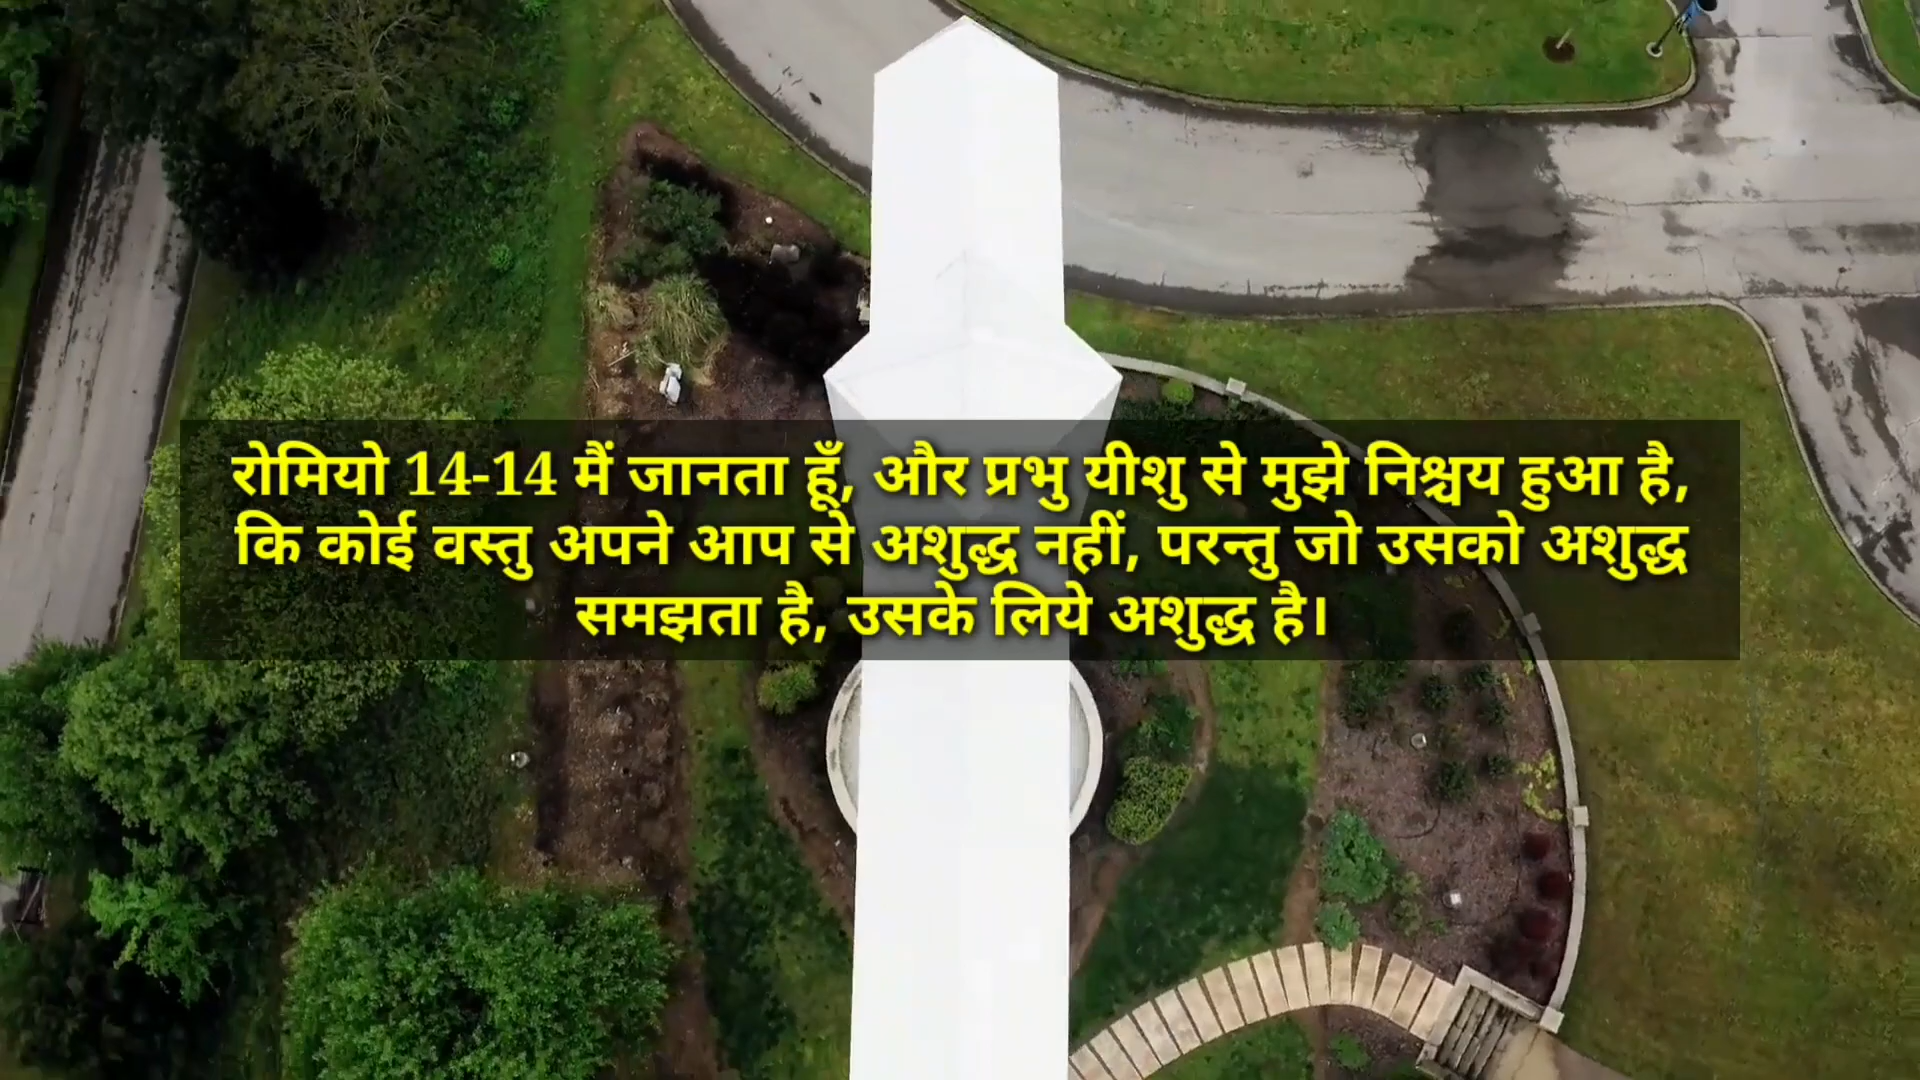 रोमियो 14-14 मैं जानता हूँ, और प्रभु यीशु से मुझे निश्चय हुआ है,
कि कोई वस्तु अपने आप से अशुद्ध नहीं, परन्तु जो उसको अशुद्ध
समझता है, उसके लिये अशुद्ध है।